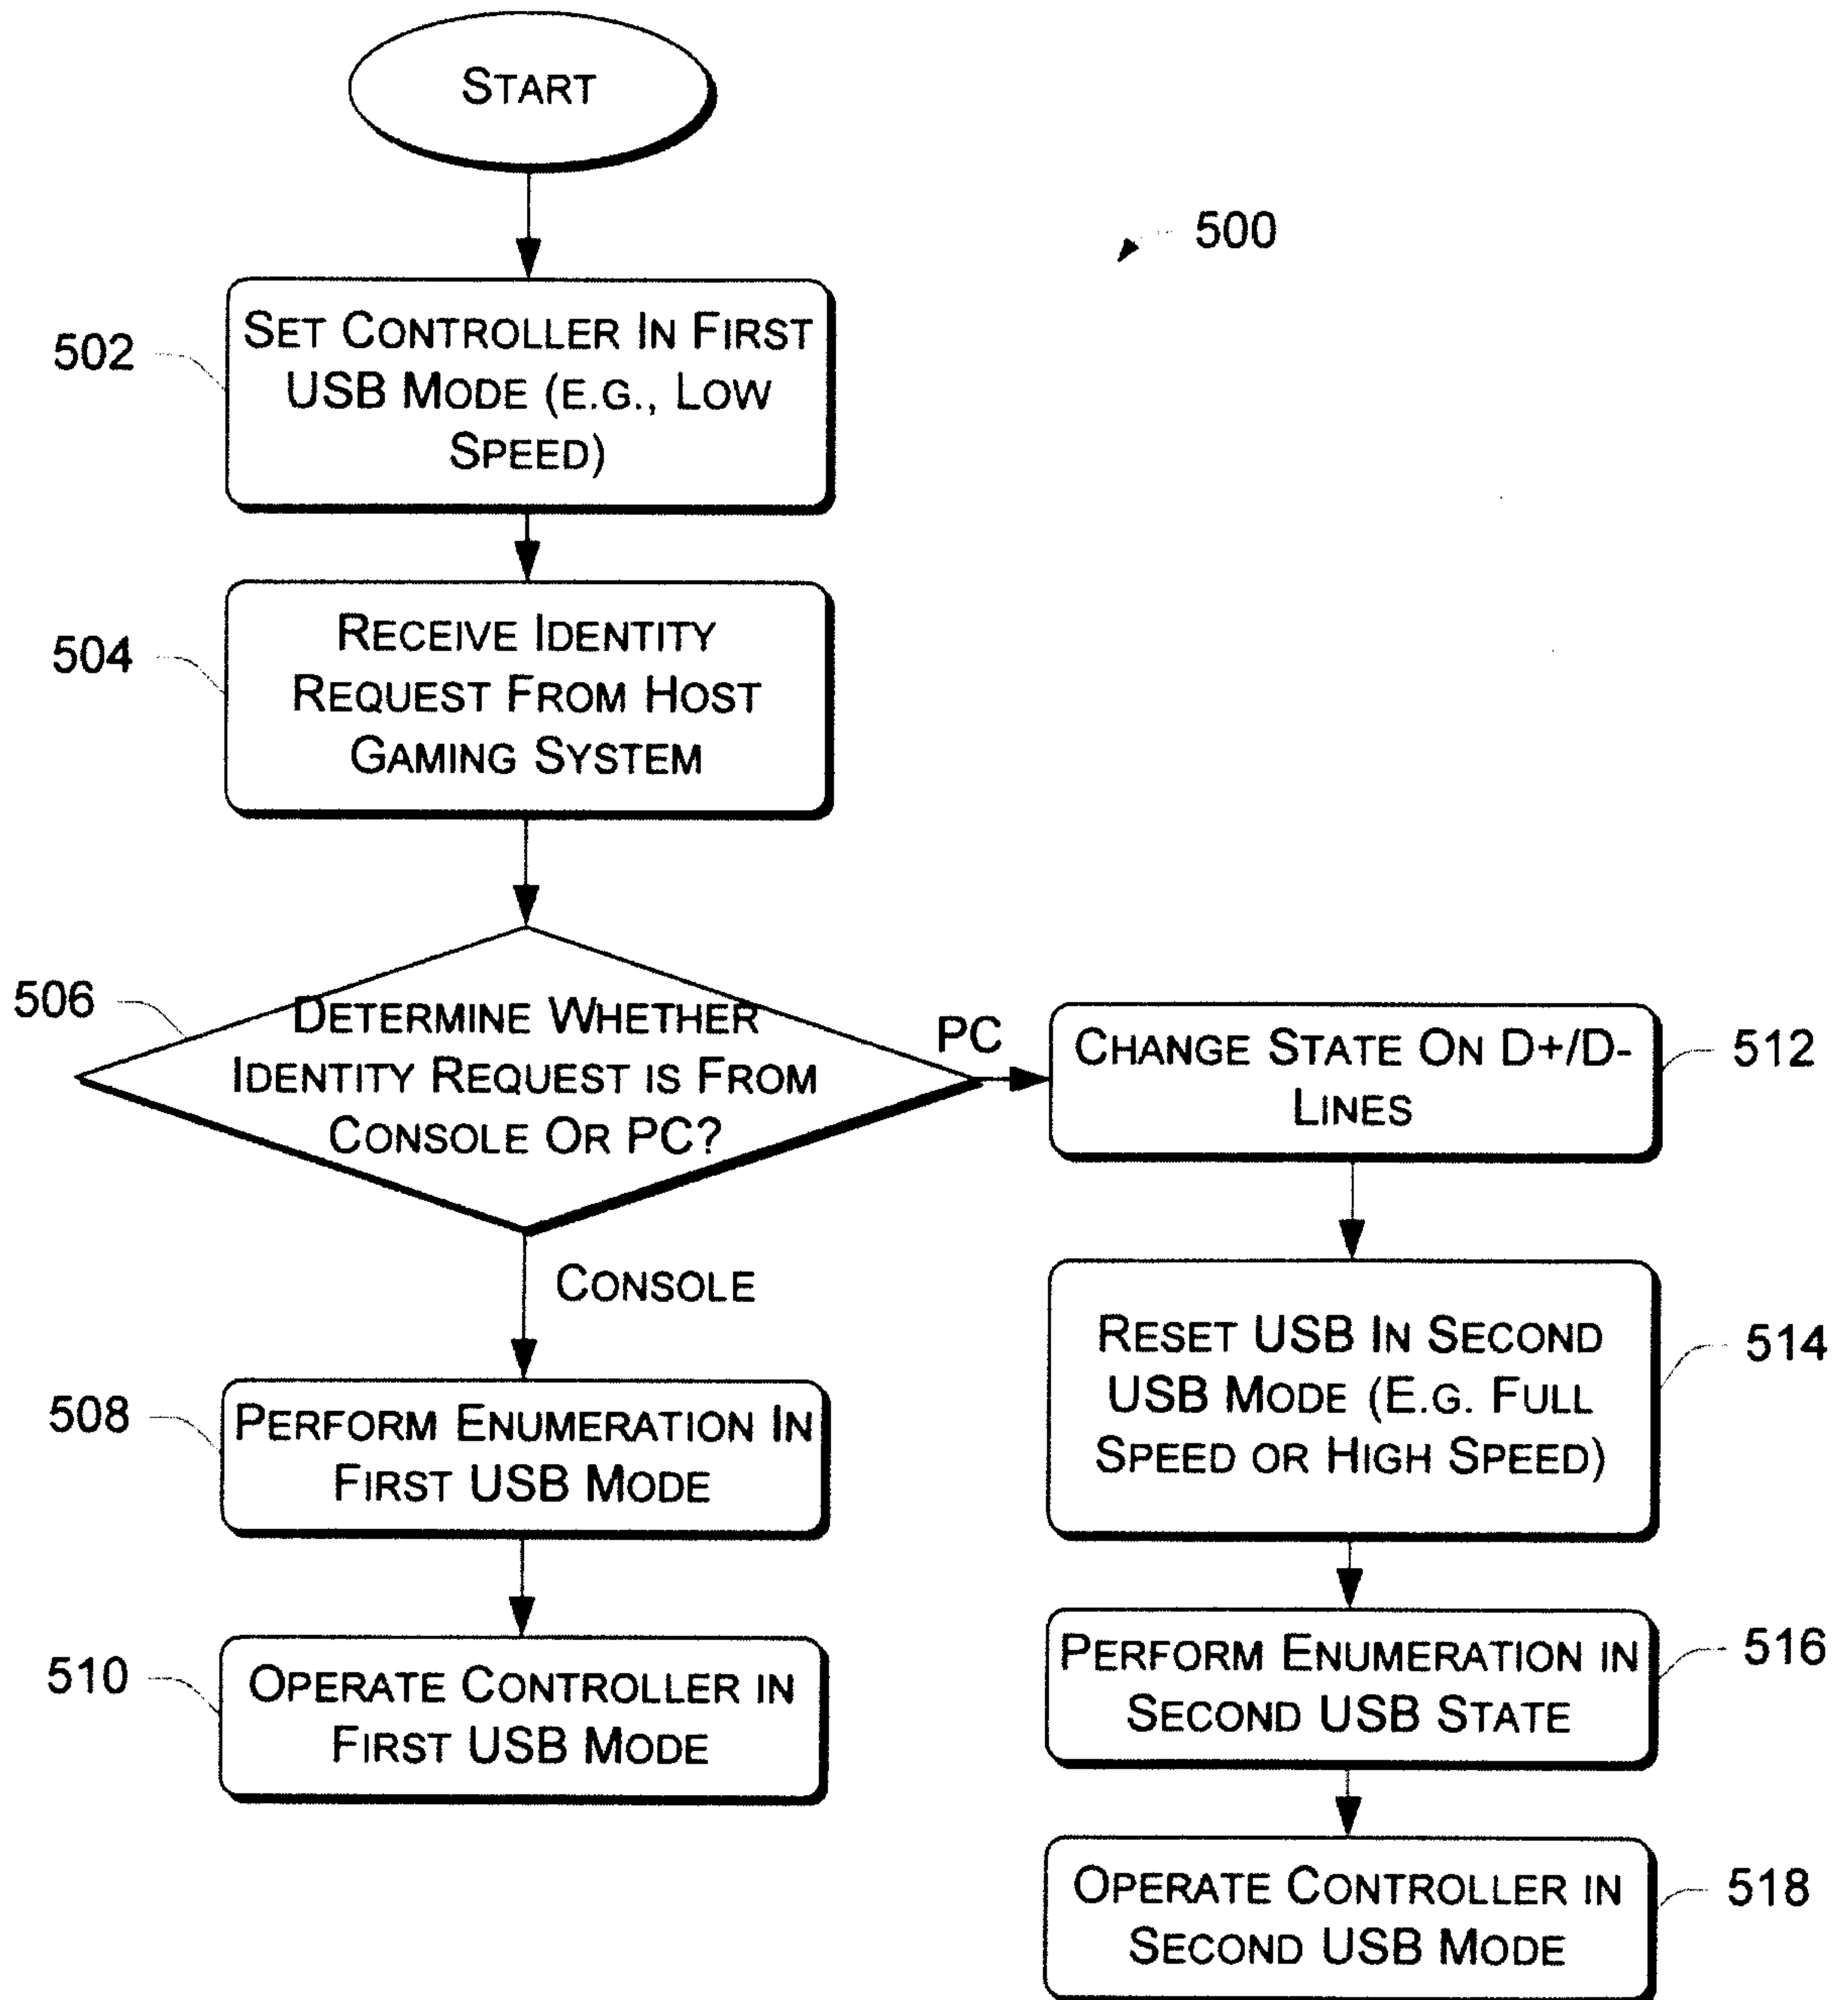 START
500
502
SET CONTROLLER IN FIRST
USB MODE (E.G., LOW
SPEED)
504
RECEIVE IDENTITY
REQUEST FROM HOST
GAMING SYSTEM
506
DETERMINE WHETHER
IDENTITY REQUEST IS FROM
CONSOLE OR PC?
PC
CHANGE STATE ON D+/D-
LINES
512
CONSOLE
RESET USB IN SECOND
USB MODE (E.G. FULL
SPEED OR HIGH SPEED)
514
508
PERFORM ENUMERATION IN
FIRST USB MODE
PERFORM ENUMERATION IN
SECOND USB STATE
516
510
OPERATE CONTROLLER IN
FIRST USB MODE
OPERATE CONTROLLER IN
SECOND USB MODE
518